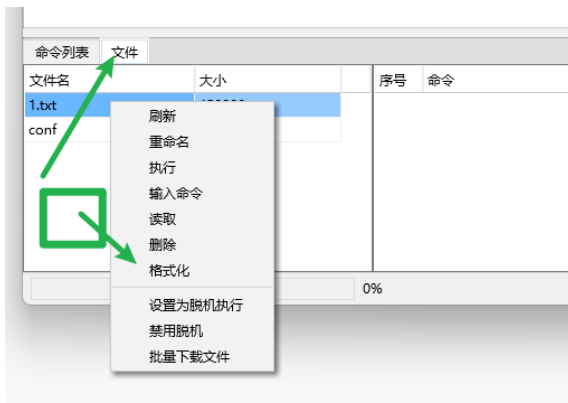 命令列表 文件
文件名 大小 序号 命令
1.txt
conf
刷新
重命名
执行
输入命令
读取
删除
格式化
0%
设置为脱机执行
禁用脱机
批量下载文件